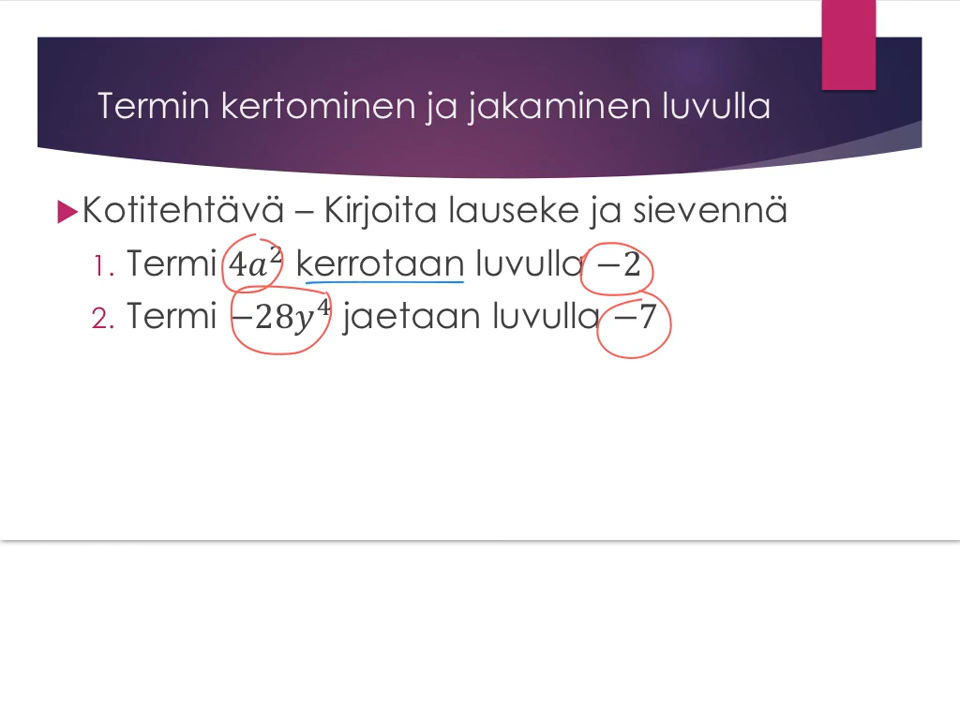 Termin kertominen ja jakaminen luvulla
Kotitehtävä – Kirjoita lauseke ja sievennä
1. Termi 4a² kerrotaan luvulla −2
2. Termi −28y⁴ jaetaan luvulla −7